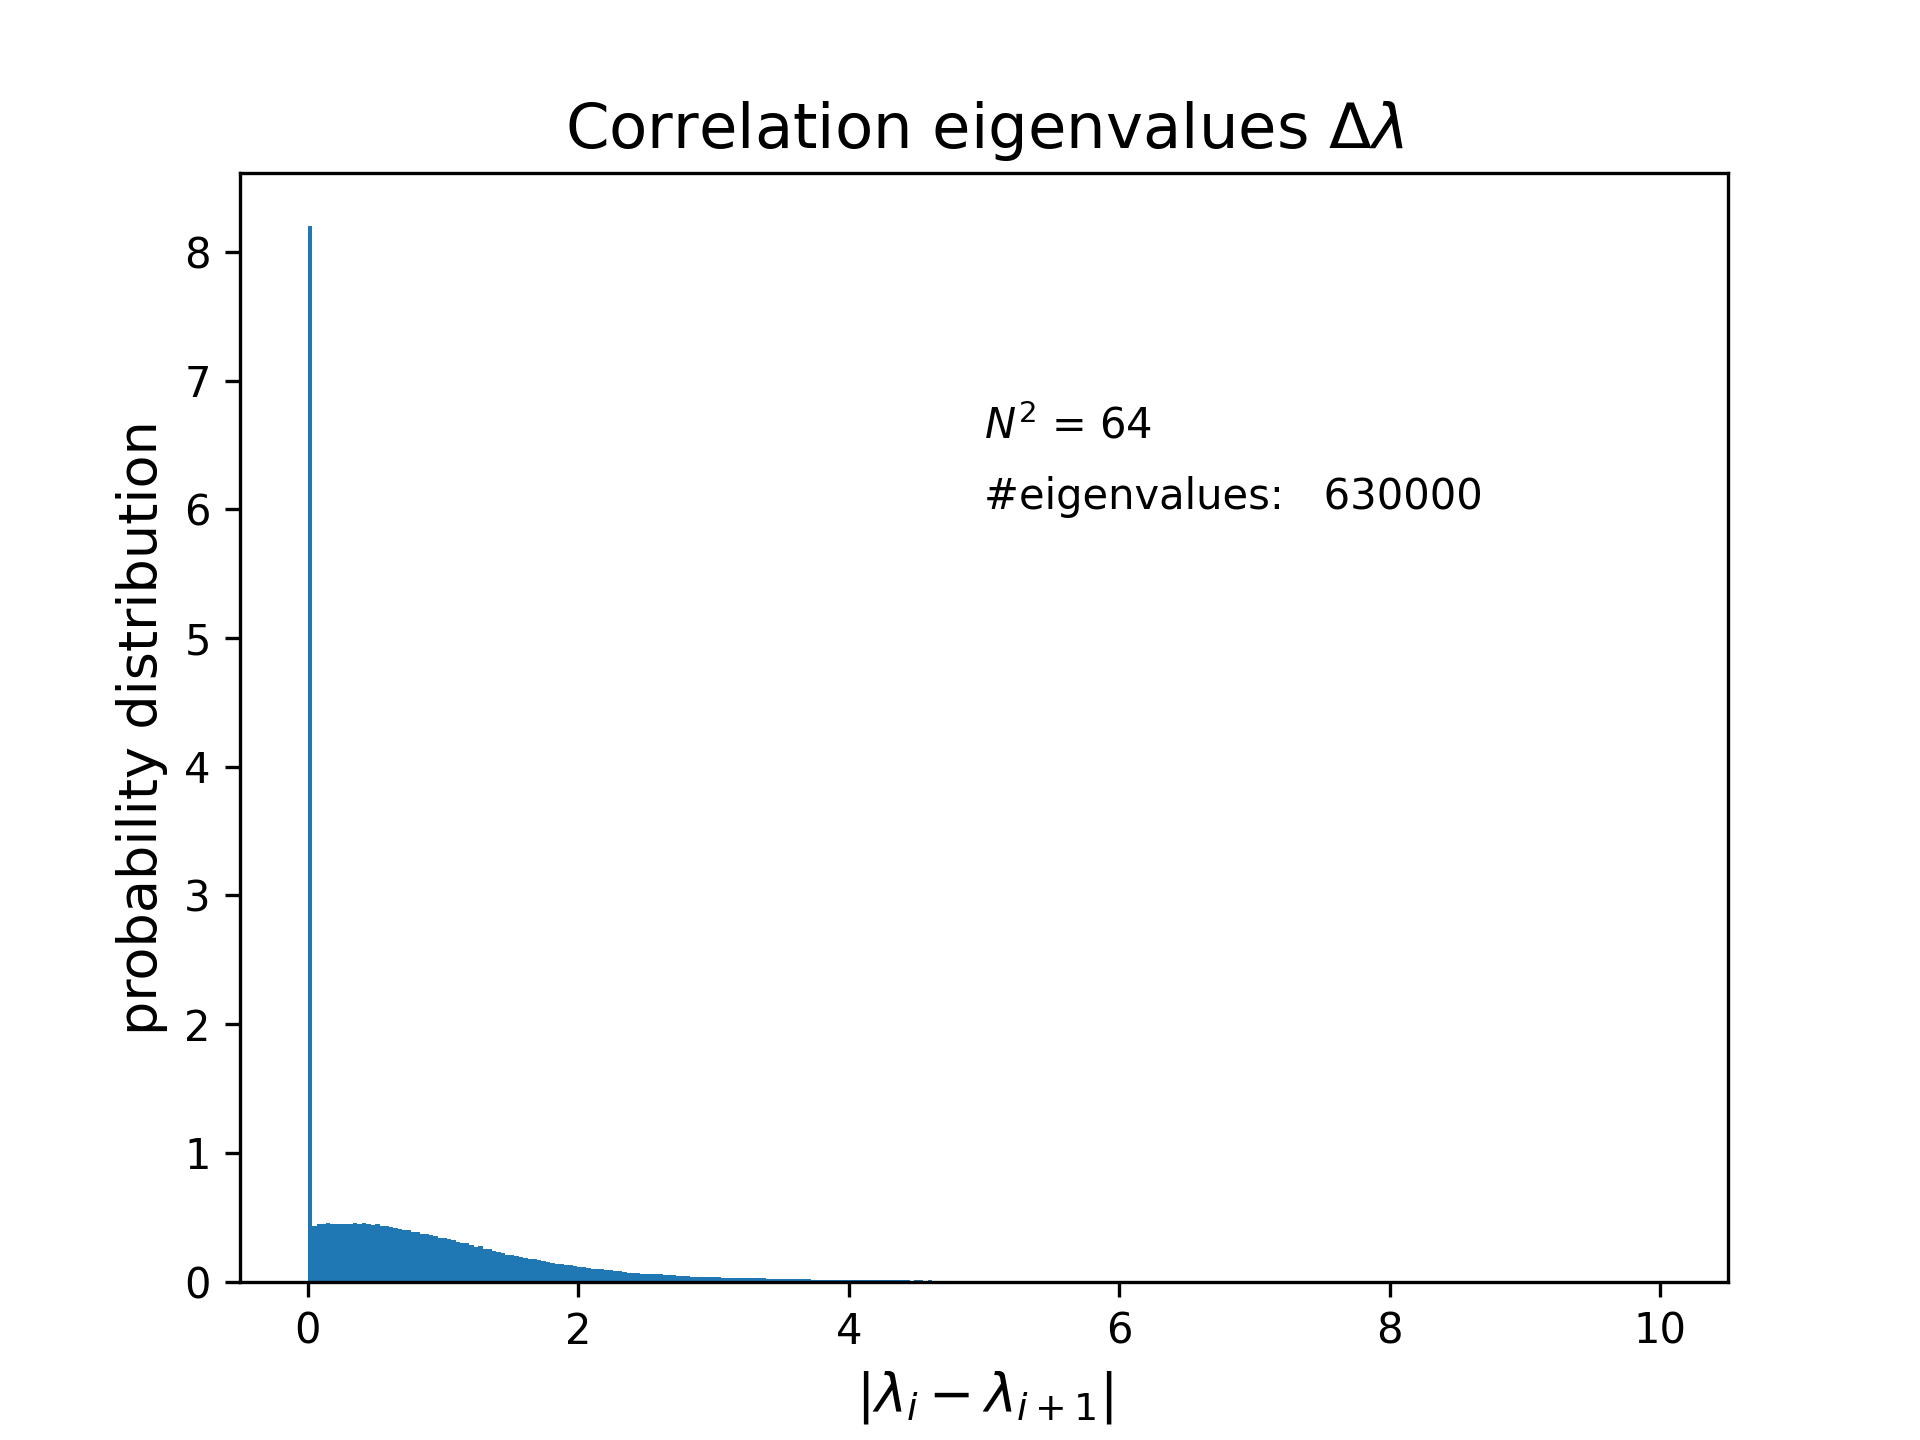 Correlation eigenvalues Δλ
probability distribution
8
7
6
5
4
3
2
1
0
N² = 64
#eigenvalues: 630000
0 2 4 6 8 10
|λᵢ − λᵢ₊₁|